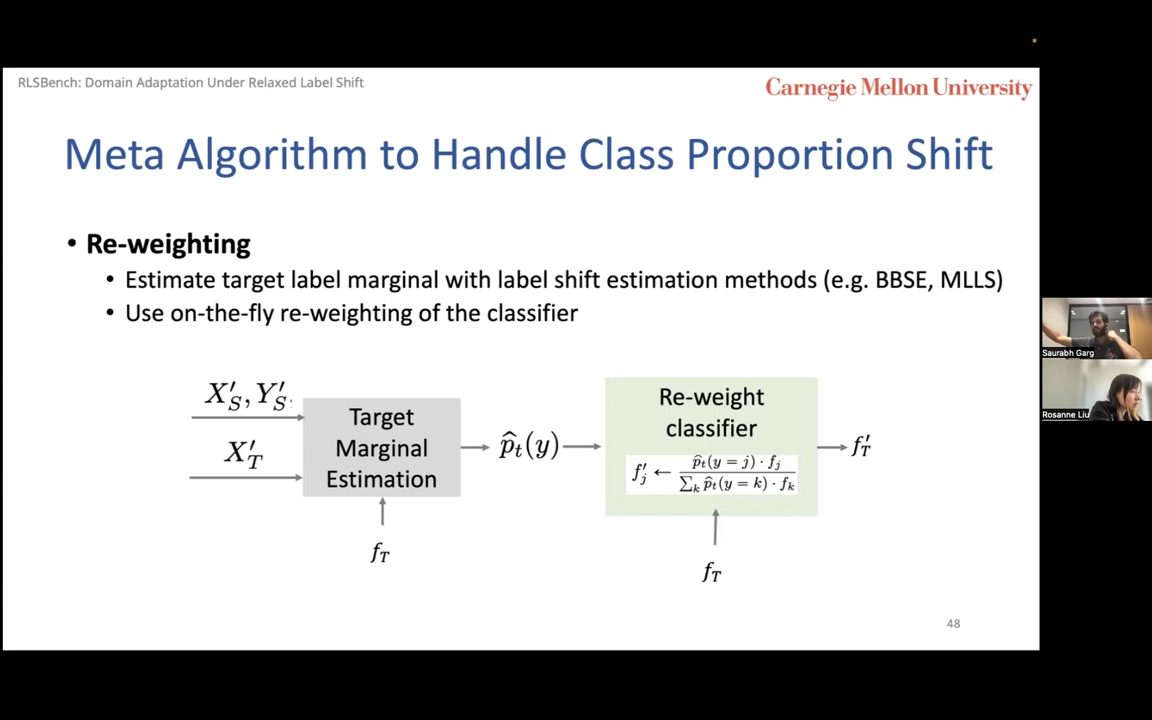 RLSBench: Domain Adaptation Under Relaxed Label Shift
Carnegie Mellon University
Meta Algorithm to Handle Class Proportion Shift
• Re-weighting
• Estimate target label marginal with label shift estimation methods (e.g. BBSE, MLLS)
• Use on-the-fly re-weighting of the classifier
X'_S, Y'_S
X'_T
Target
Marginal
Estimation
f_T
p̂_t(y)
Re-weight
classifier
f'_j ← p̂_t(y = j) · f_j / ∑_k p̂_t(y = k) · f_k
f_T
f'_T
48
Saurabh Garg
Rosanne Liu